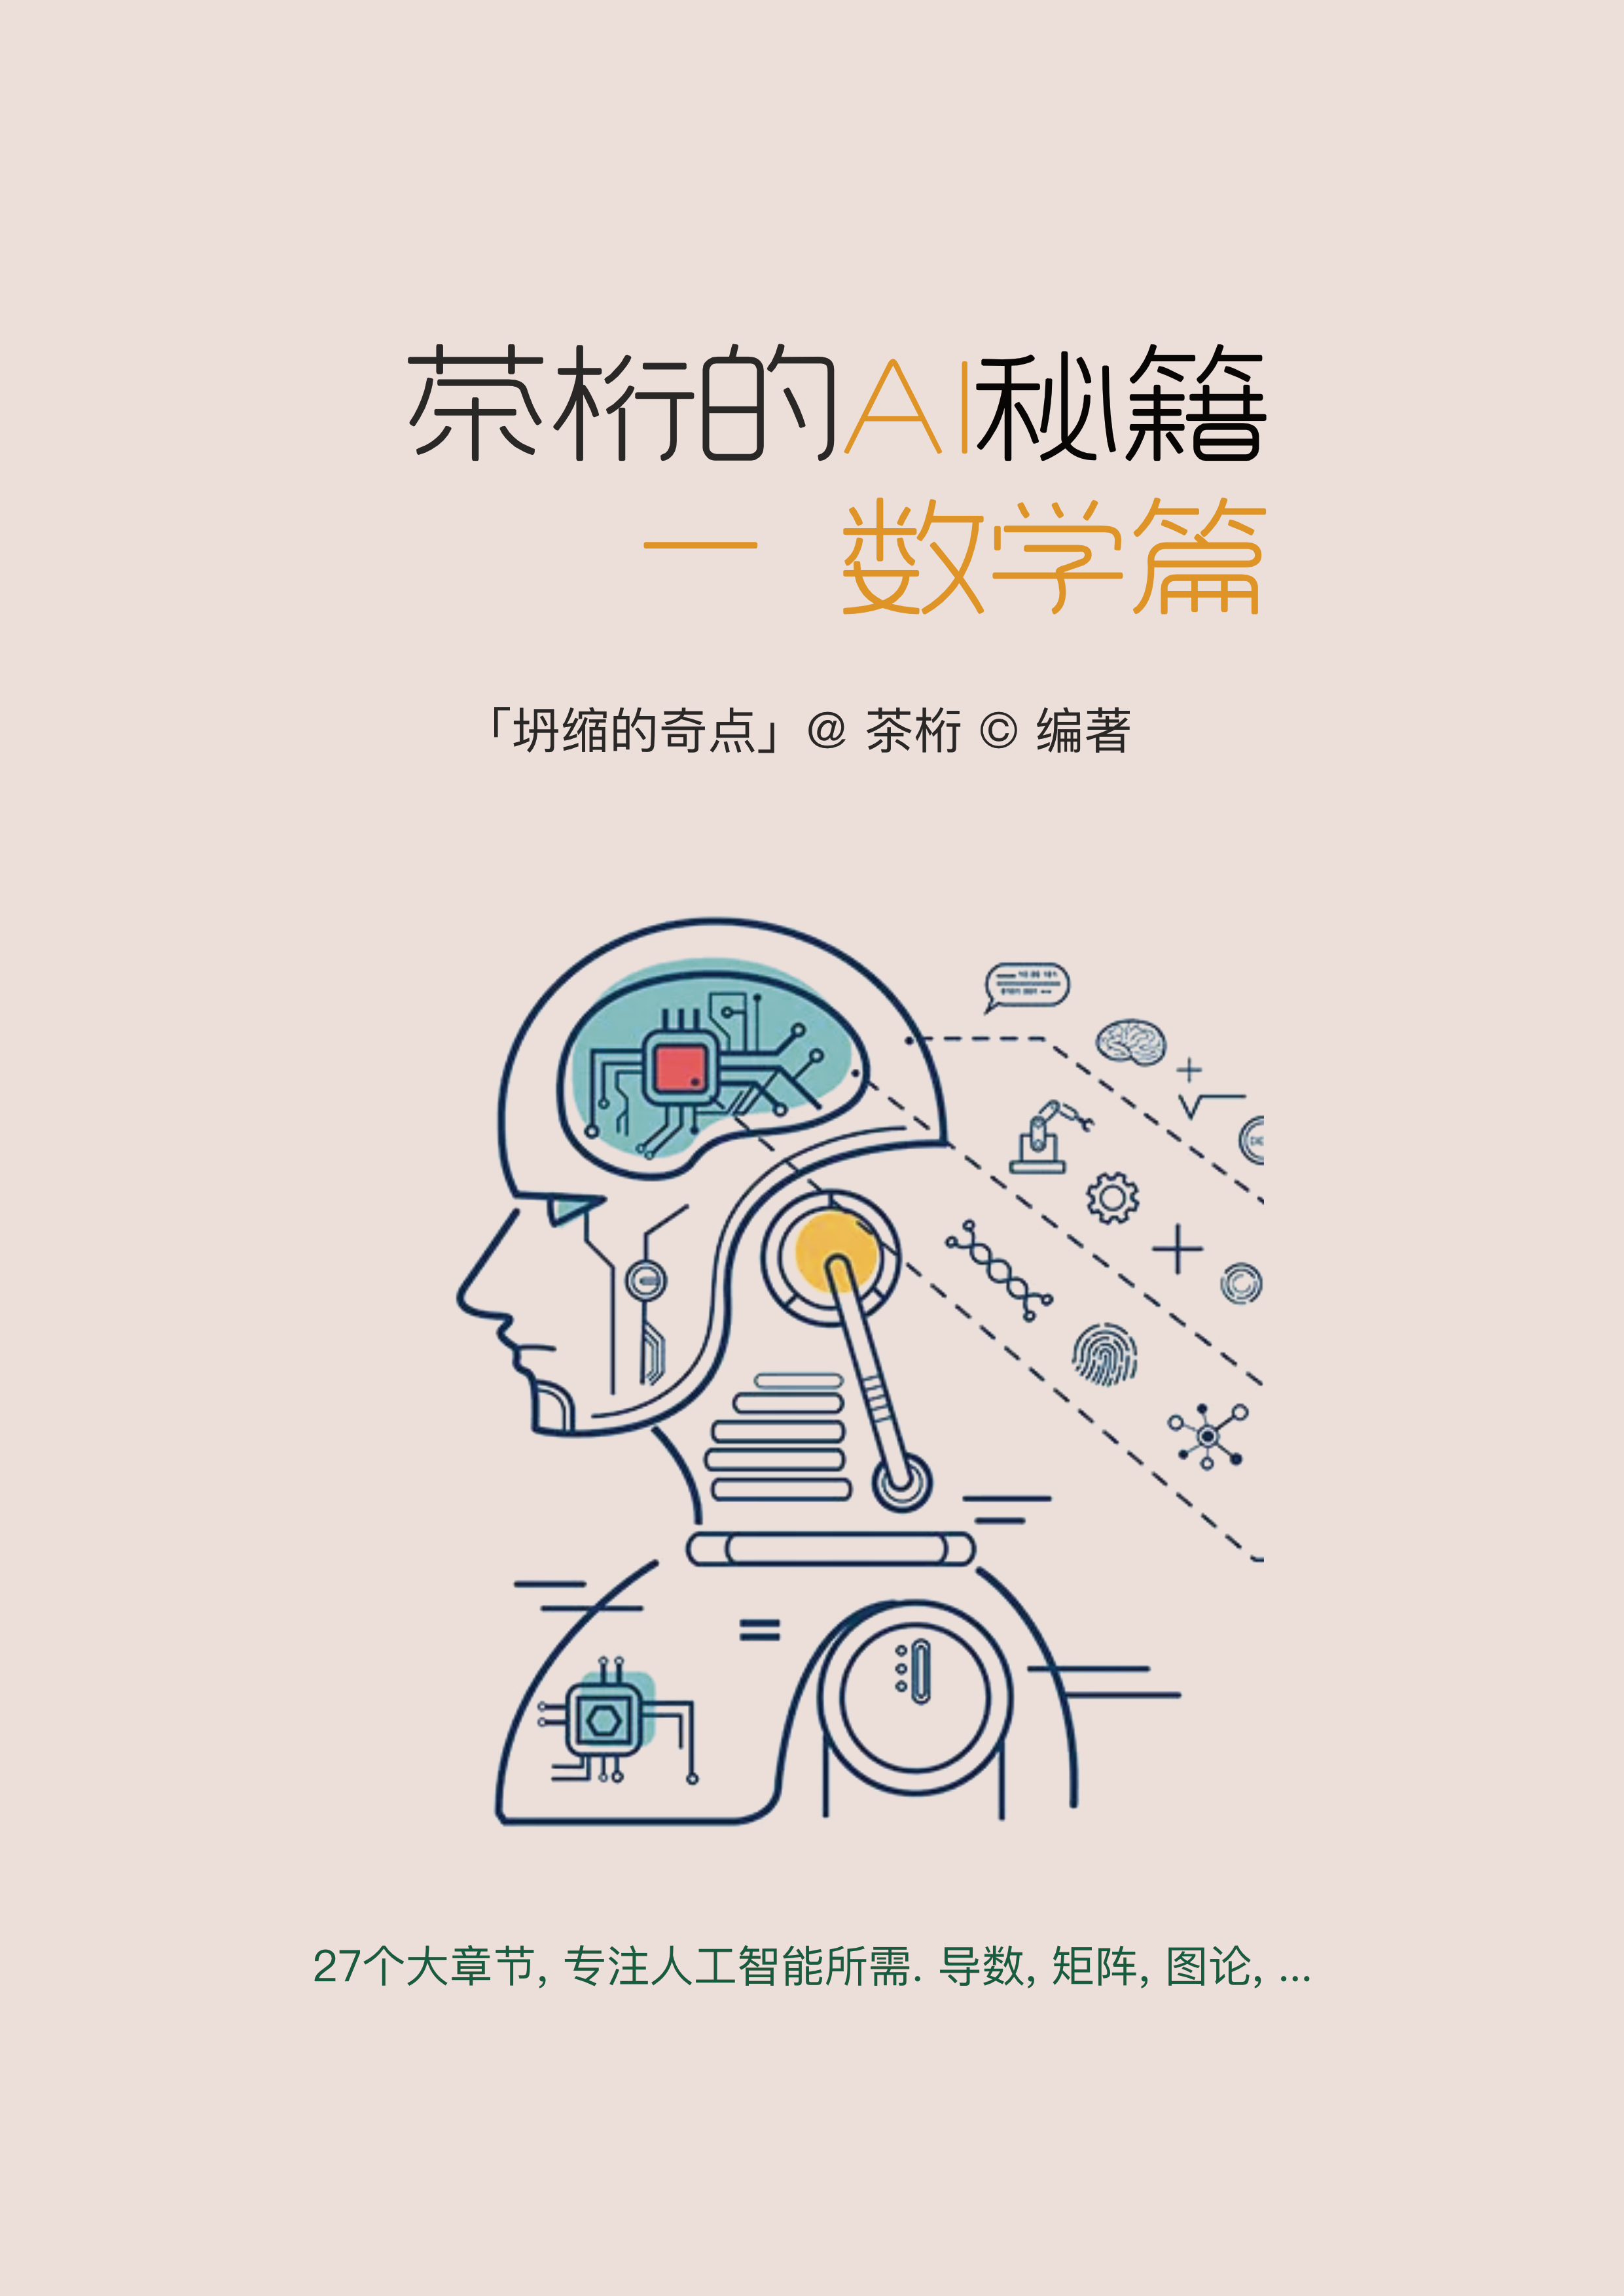 茶桁的AI秘籍
— 数学篇
「坍缩的奇点」@ 茶桁 © 编著
27个大章节, 专注人工智能所需. 导数, 矩阵, 图论, ...